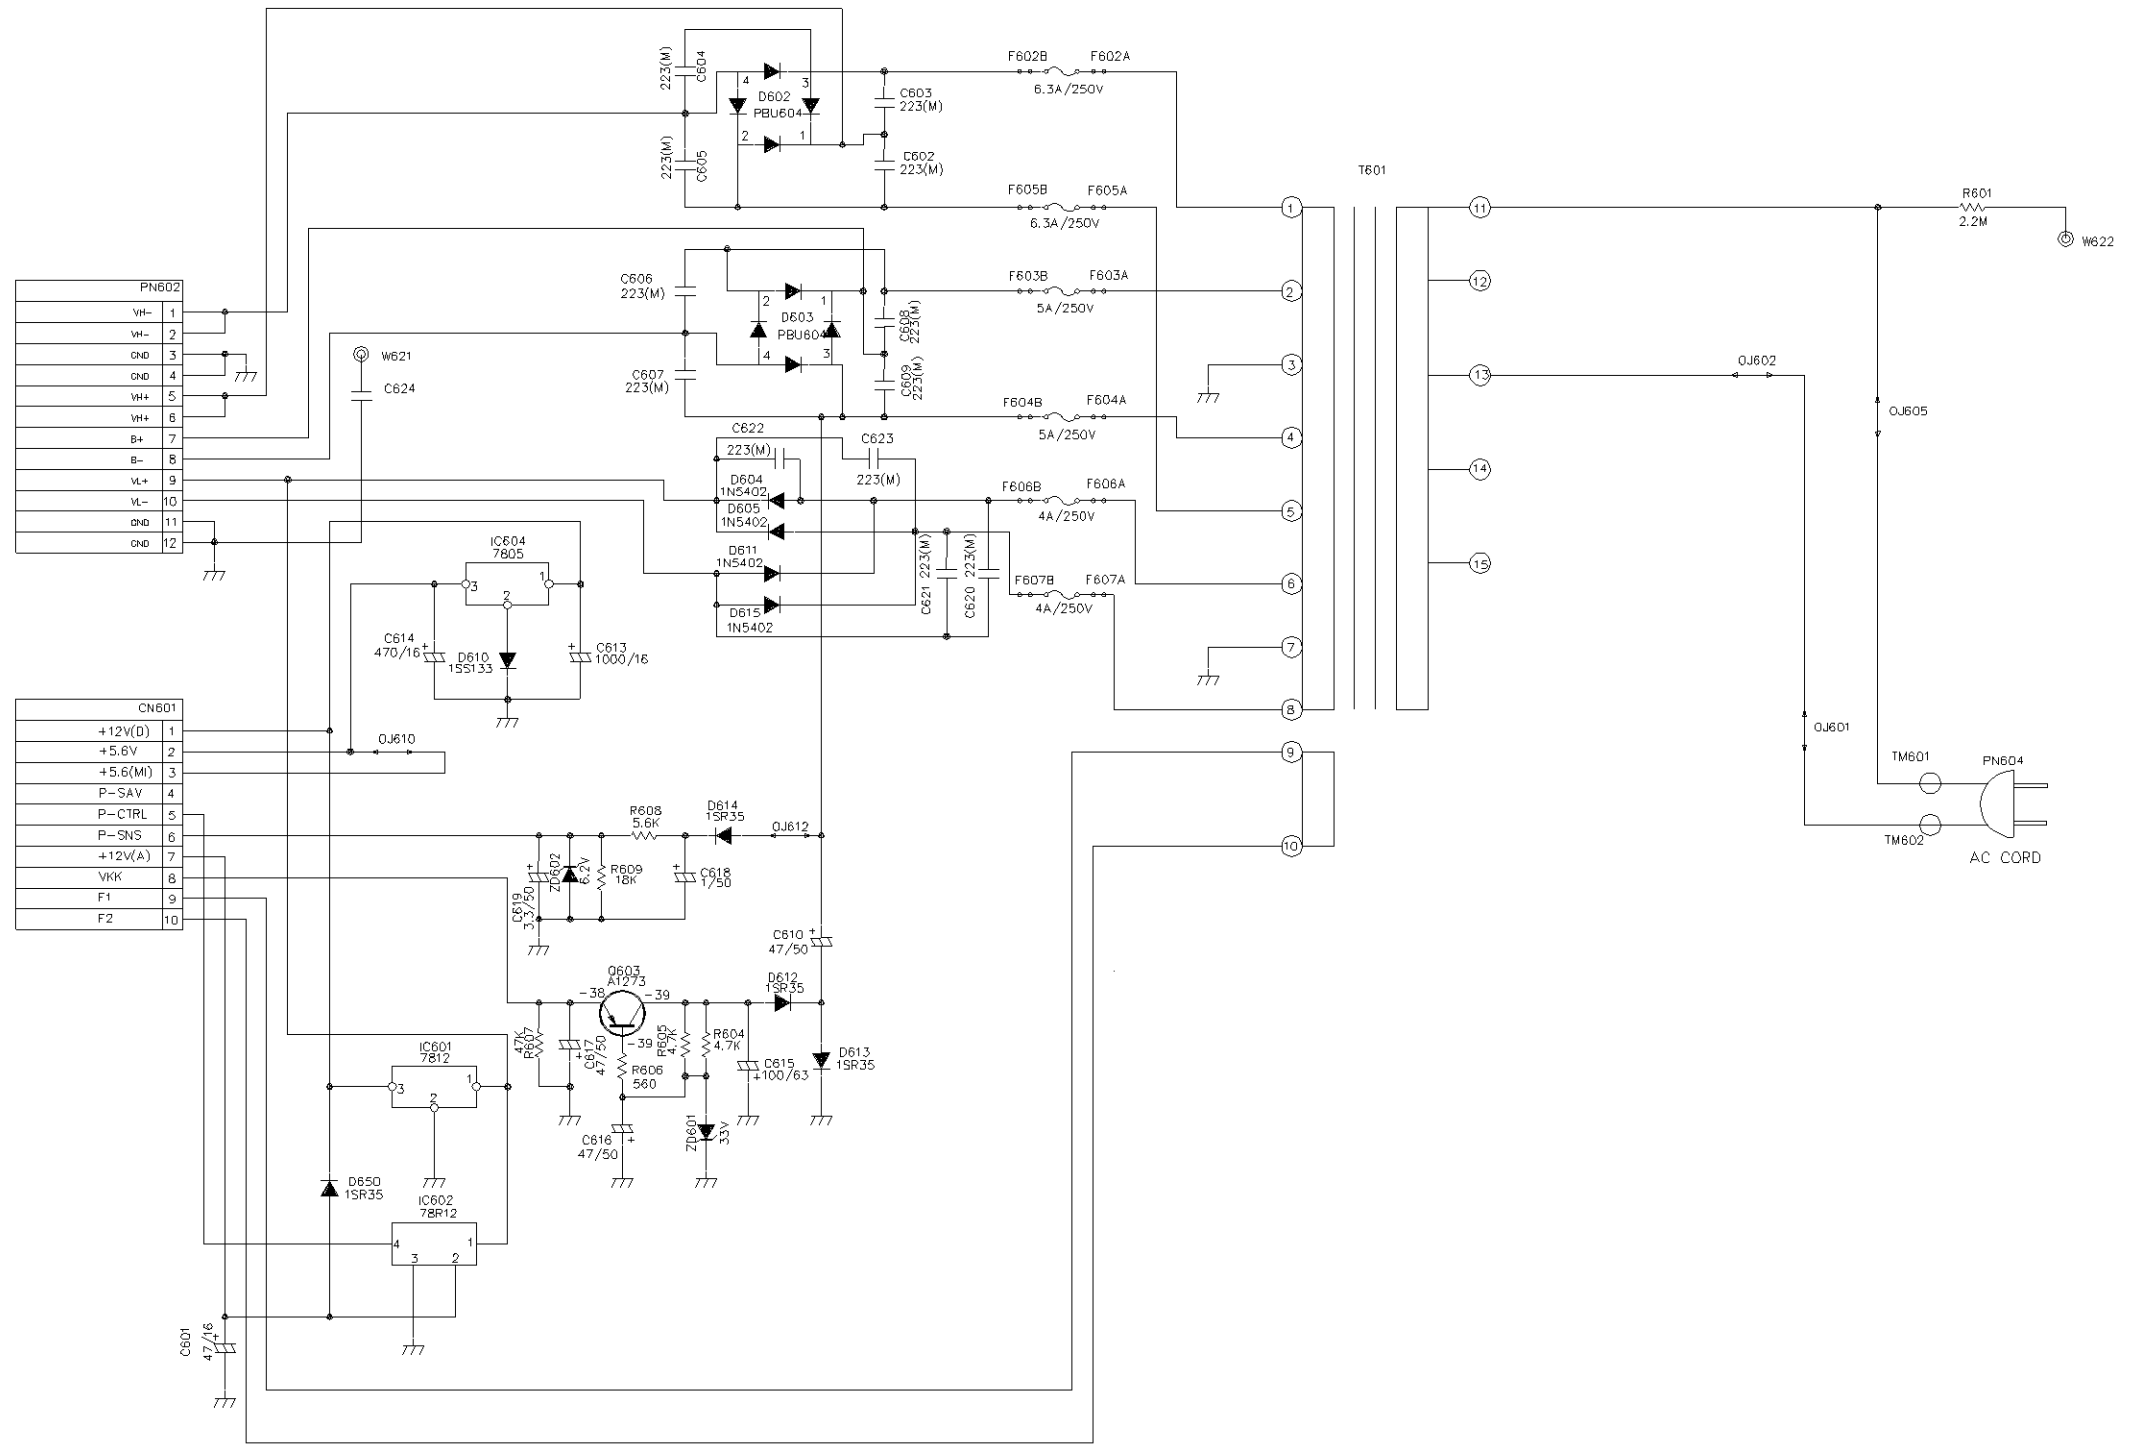 F602B F602A
6.3A/250V
223(M)
C604
4
3
D602
PBU604
2
1
C603
223(M)
C602
223(M)
223(M)
C605
F605B F605A
6.3A/250V
T601
1
2
3
4
5
6
7
8
9
10
11
12
13
14
15
R601
2.2M
W622
C606
223(M)
2
1
D603
PBU604
4
3
C608
223(M)
F603B F603A
5A/250V
C607
223(M)
C609
223(M)
F604B F604A
5A/250V
PN602
VH- 1
VH- 2
GND 3
GND 4
VH+ 5
VH+ 6
B+ 7
B- 8
VL+ 9
VL- 10
GND 11
GND 12
W621
C624
C622
223(M)
C623
223(M)
D604
1N5402
D605
1N5402
F606B F606A
4A/250V
D611
1N5402
D615
1N5402
C621 223(M)
C620 223(M)
F607B F607A
4A/250V
OJ602
OJ605
OJ601
TM601
TM602
PN604
AC CORD
IC604
7805
3
1
2
C614
470/16
+
D610
1SS133
+
C613
1000/16
CN601
+12V(D) 1
+5.6V 2
+5.6(MI) 3
P-SAV 4
P-CTRL 5
P-SNS 6
+12V(A) 7
VKK 8
F1 9
F2 10
OJ610
R608
5.6K
D614
1SR35
OJ612
+
C619
3.3/50
ZD602
6.2V
R609
18K
+
C618
1/50
C610
47/50
+
Q603
A1273
-38
-39
-39
D612
1SR35
47K
R607
C617
47/50
+
R606
560
R605
4.7K
R604
4.7K
C615
+100/63
D613
1SR35
C616
47/50
+
ZD601
33V
IC601
7812
3
1
2
D650
1SR35
IC602
78R12
4
1
3
2
C601
47/16
+